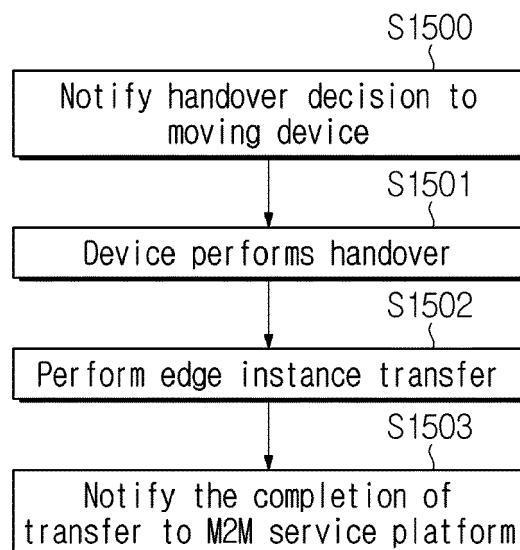 S1500
Notify handover decision to
moving device
S1501
Device performs handover
S1502
Perform edge instance transfer
S1503
Notify the completion of
transfer to M2M service platform